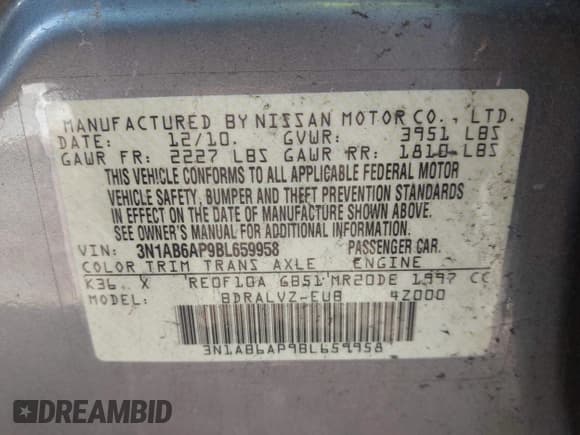 MANUFACTURED BY NISSAN MOTOR CO., LTD.
DATE: 12/10. GVWR: 3951 LBS
GAWR FR: 2227 LBS GAWR RR: 1810 LBS
THIS VEHICLE CONFORMS TO ALL APPLICABLE FEDERAL MOTOR
VEHICLE SAFETY, BUMPER AND THEFT PREVENTION STANDARDS
IN EFFECT ON THE DATE OF MANUFACTURE SHOWN ABOVE.
SEE OWNER'S MANUAL FOR ADDITIONAL INFORMATION.
VIN: 3N1AB6AP9BL659958 PASSENGER CAR.
COLOR TRIM TRANS AXLE ENGINE
K36 X RE0F10A GB51 MR20DE 1997 CC
MODEL: BDRALVZ-EUB 4Z000
3N1AB6AP9BL659958
DREAMBID